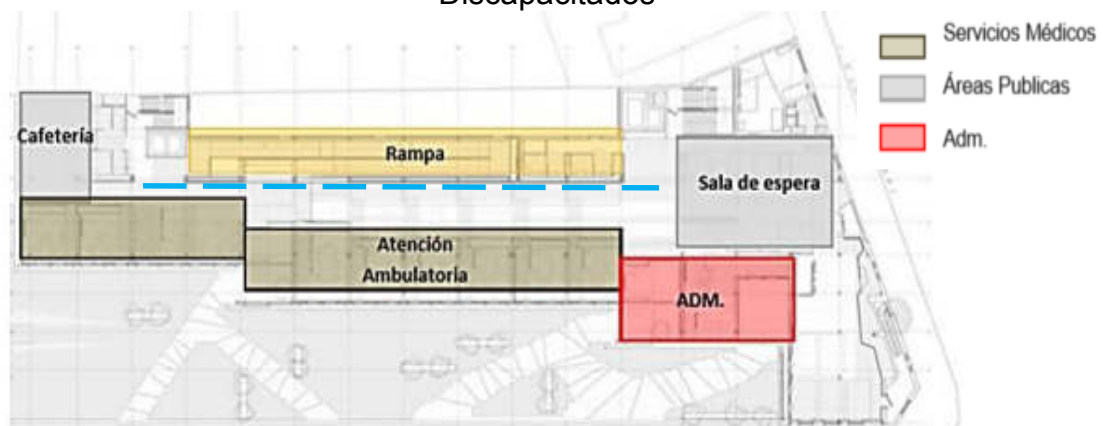 Discapacitados
Servicios Médicos
Áreas Publicas
Adm.
Cafetería
Rampa
Sala de espera
Atención
Ambulatoria
ADM.